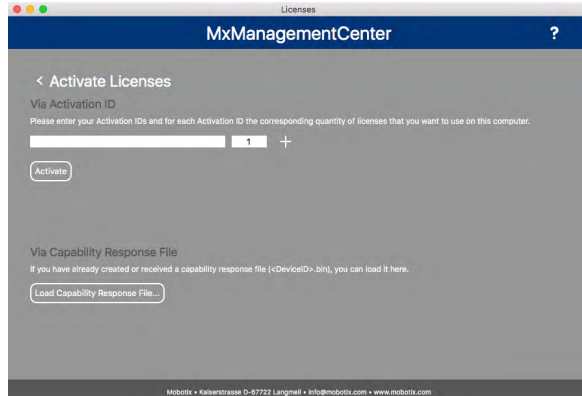 Licenses
MxManagementCenter ?
< Activate Licenses
Via Activation ID
Please enter your Activation IDs and for each Activation ID the corresponding quantity of licenses that you want to use on this computer.
1 +
Activate
Via Capability Response File
If you have already created or received a capability response file (<DeviceID>.bin), you can load it here.
Load Capability Response File...
Mobotix • Kaiserstrasse D-67722 Langmeil • info@mobotix.com • www.mobotix.com